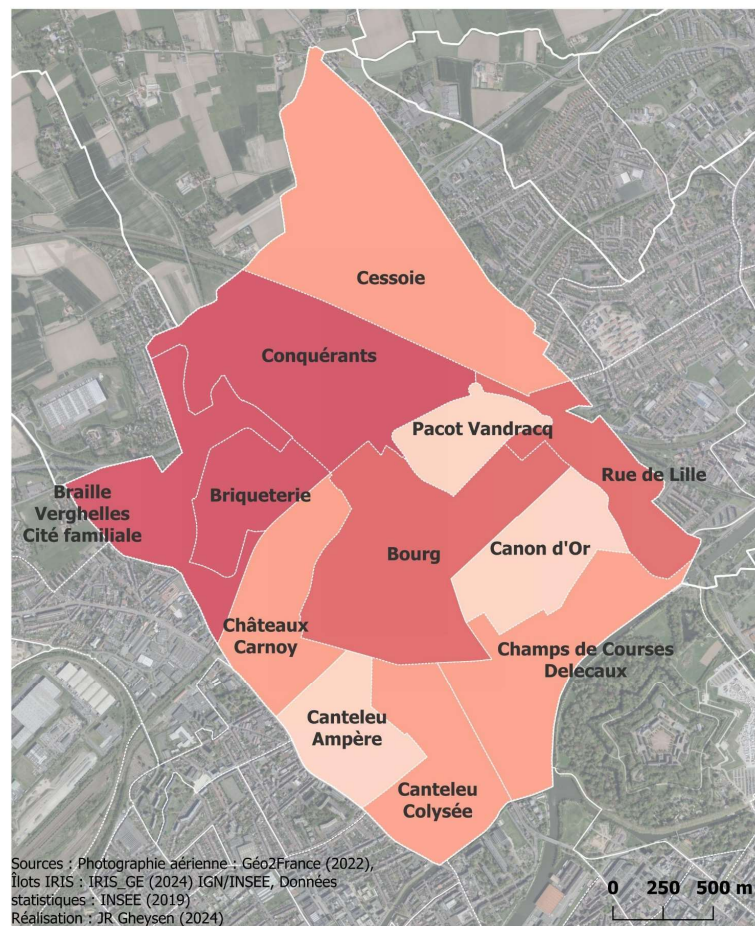 Cessoie
Conquérants
Pacot Vandracq
Rue de Lille
Braille
Verghelles
Cité familiale
Briqueterie
Bourg
Canon d'Or
Châteaux
Carnoy
Champs de Courses
Delecaux
Canteleu
Ampère
Canteleu
Colysée
Sources : Photographie aérienne : Géo2France (2022),
Îlots IRIS : IRIS_GE (2024) IGN/INSEE, Données
statistiques : INSEE (2019)
Réalisation : JR Gheysen (2024)
0 250 500 m